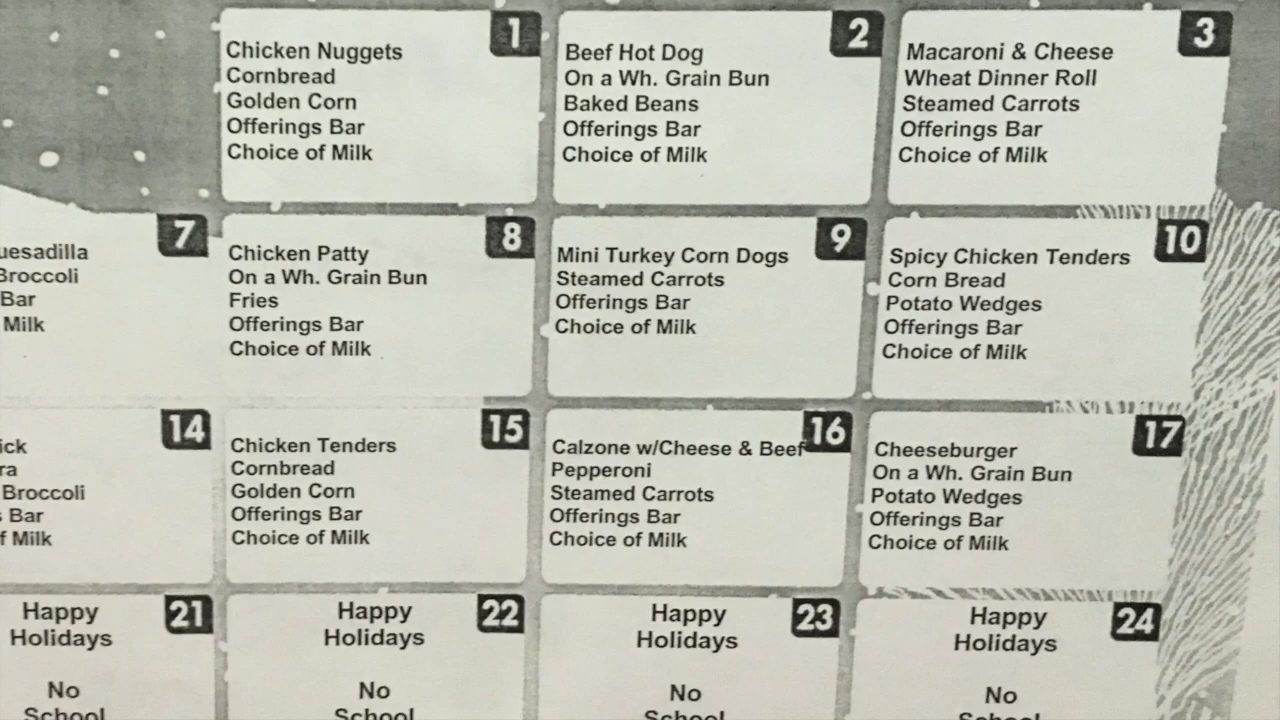 1
Chicken Nuggets
Cornbread
Golden Corn
Offerings Bar
Choice of Milk
2
Beef Hot Dog
On a Wh. Grain Bun
Baked Beans
Offerings Bar
Choice of Milk
3
Macaroni & Cheese
Wheat Dinner Roll
Steamed Carrots
Offerings Bar
Choice of Milk
7
Broccoli
Bar
Milk
8
Chicken Patty
On a Wh. Grain Bun
Fries
Offerings Bar
Choice of Milk
9
Mini Turkey Corn Dogs
Steamed Carrots
Offerings Bar
Choice of Milk
10
Spicy Chicken Tenders
Corn Bread
Potato Wedges
Offerings Bar
Choice of Milk
14
Broccoli
Bar
Milk
15
Chicken Tenders
Cornbread
Golden Corn
Offerings Bar
Choice of Milk
16
Calzone w/Cheese & Beef
Pepperoni
Steamed Carrots
Offerings Bar
Choice of Milk
17
Cheeseburger
On a Wh. Grain Bun
Potato Wedges
Offerings Bar
Choice of Milk
21
Happy
Holidays
No
School
22
Happy
Holidays
No
School
23
Happy
Holidays
No
School
24
Happy
Holidays
No
School